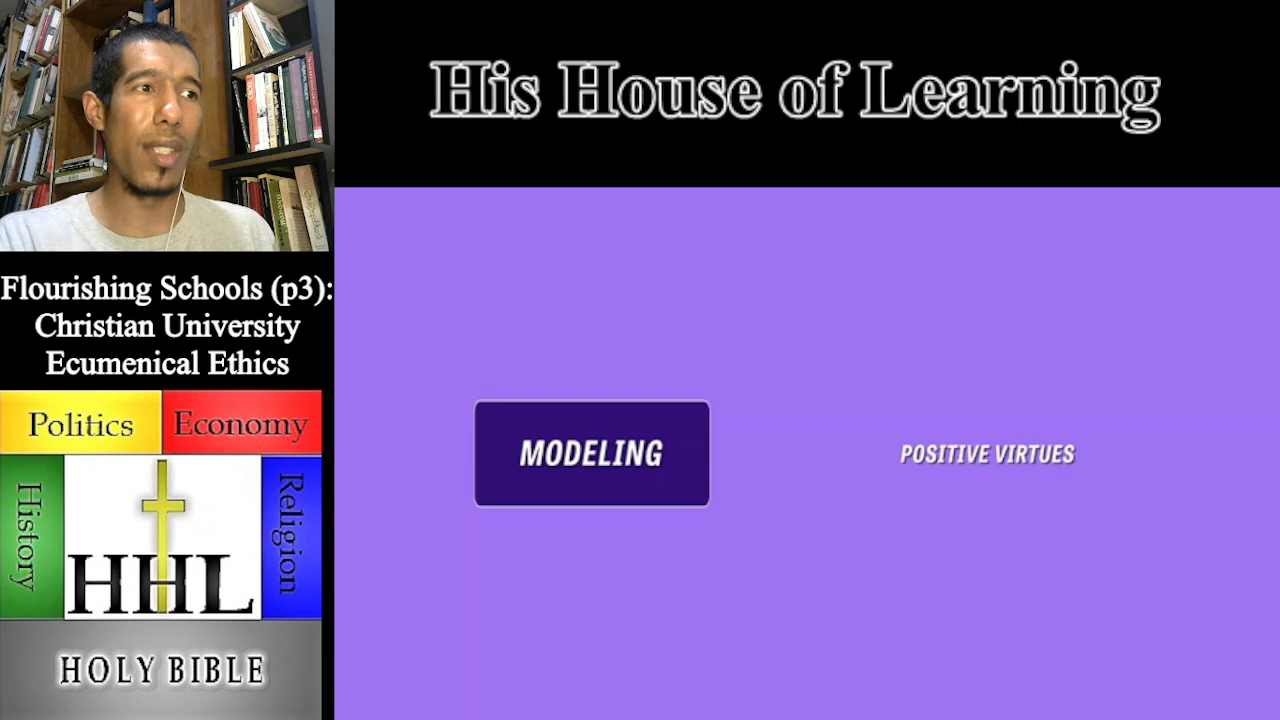 His House of Learning
Flourishing Schools (p3):
Christian University
Ecumenical Ethics
Politics
Economy
History
Religion
HHL
HOLY BIBLE
MODELING
POSITIVE VIRTUES